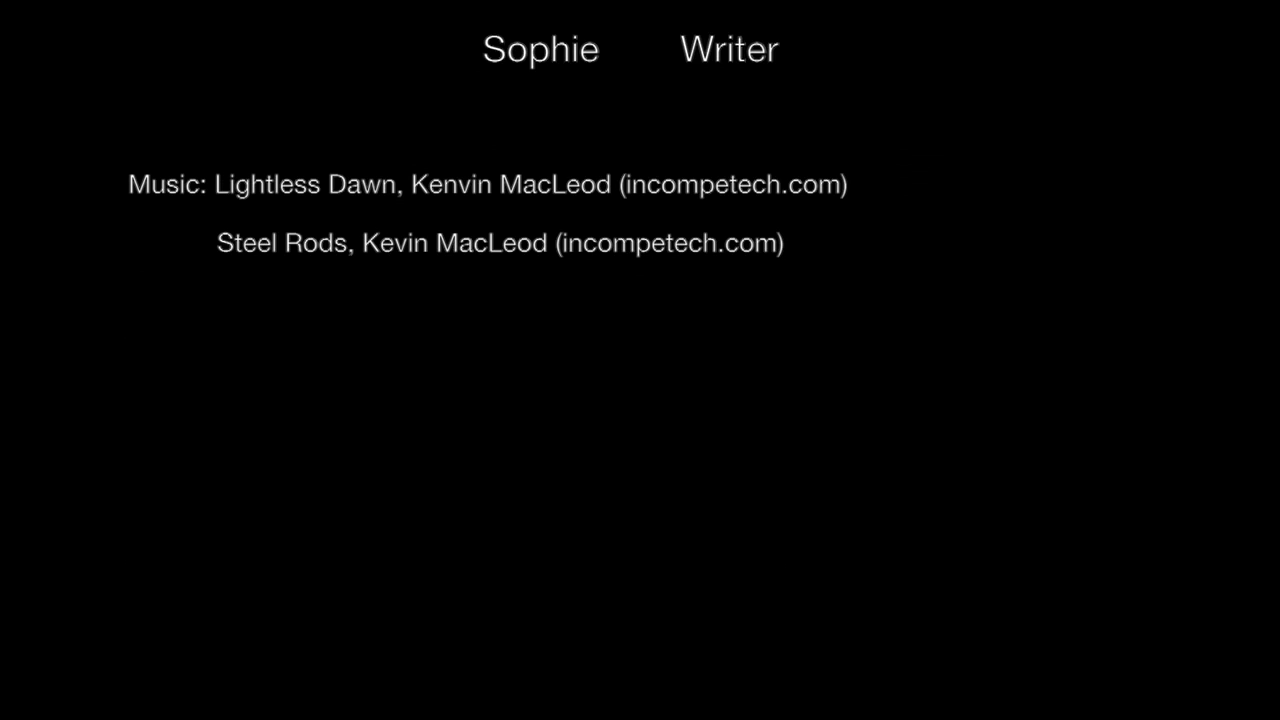 Sophie Writer
Music: Lightless Dawn, Kenvin MacLeod (incompetech.com)
Steel Rods, Kevin MacLeod (incompetech.com)